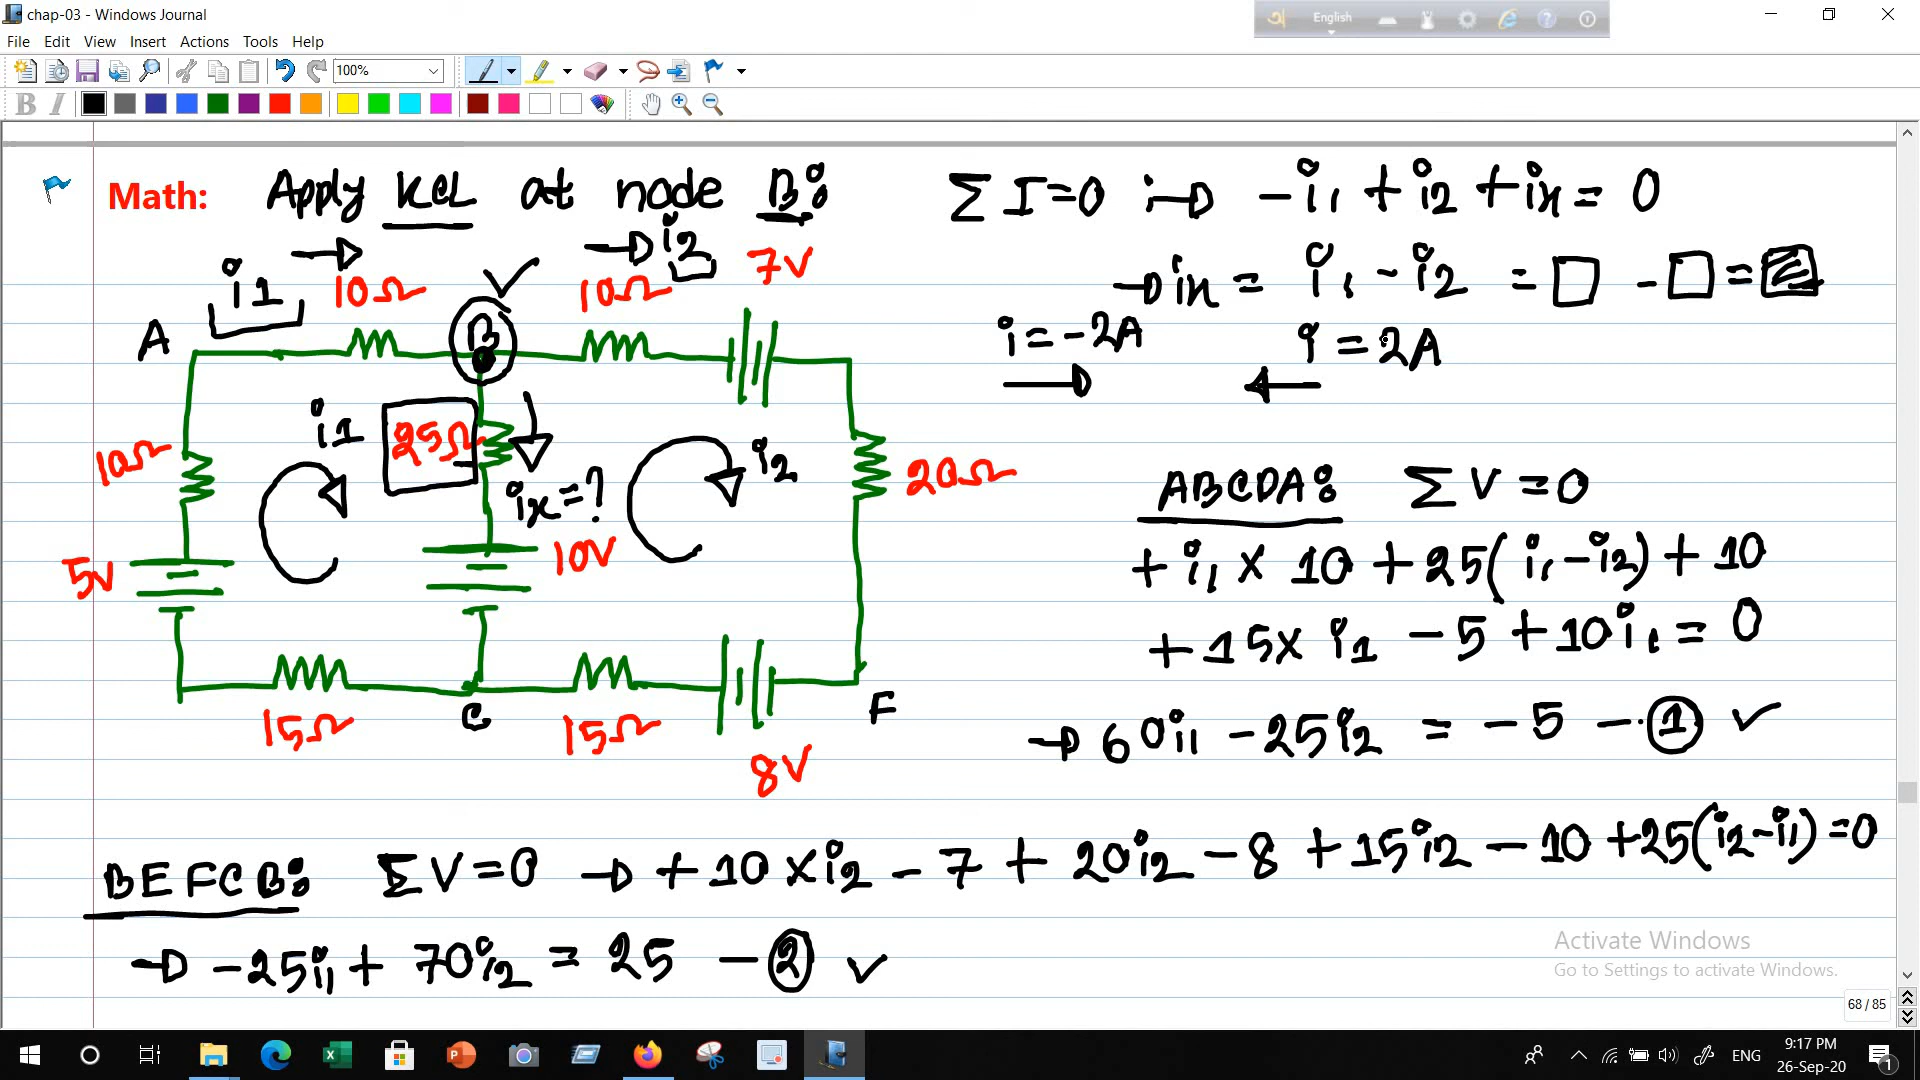 chap-03 - Windows Journal
English
File Edit View Insert Actions Tools Help
100%
B I
Math: Apply KCL at node B:
Σ I=0 → -i1 + i2 + ix = 0
→ ix = i1 - i2 = □ - □ = □
i = -2A
i = 2A
→ i2
7V
i1 →
10Ω
10Ω
A
B
i1
25Ω
i2
10Ω
20Ω
ix=?
10V
5V
C
F
15Ω
15Ω
8V
ABCDA: Σ V = 0
+ i1 × 10 + 25(i1-i2) + 10
+ 15 × i1 - 5 + 10i1 = 0
→ 60i1 - 25i2 = -5 - ① ✓
BEFCB: Σ V=0 → +10×i2 - 7 + 20i2 - 8 + 15i2 - 10 + 25(i2-i1)=0
→ -25i1 + 70i2 = 25 - ② ✓
Activate Windows
Go to Settings to activate Windows.
68 / 85
ENG
9:17 PM
26-Sep-20
1